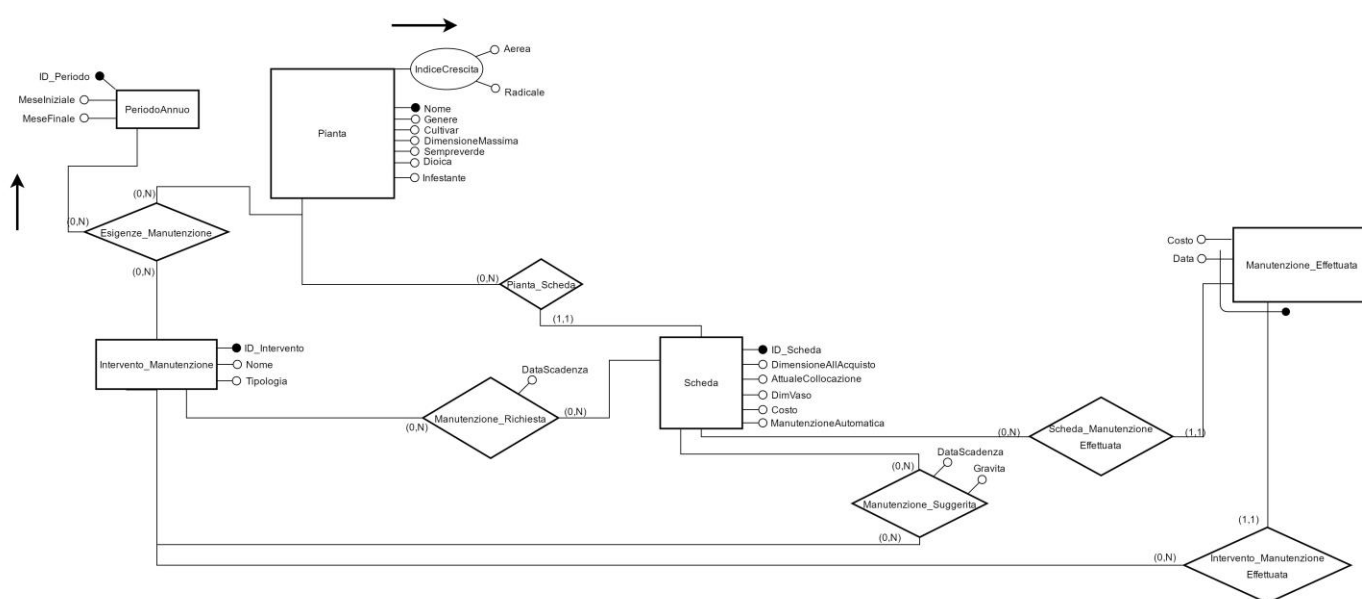 Aerea
IndiceCrescita
Radicale
ID_Periodo
MeseIniziale
MeseFinale
PeriodoAnnuo
Pianta
Nome
Genere
Cultivar
DimensioneMassima
Sempreverde
Dioica
Infestante
(0,N)
(0,N)
Esigenze_Manutenzione
(0,N)
Costo
Data
Manutenzione_Effettuata
(0,N)
Pianta_Scheda
(1,1)
Intervento_Manutenzione
ID_Intervento
Nome
Tipologia
Scheda
ID_Scheda
DimensioneAllAcquisto
AttualeCollocazione
DimVaso
Costo
ManutenzioneAutomatica
DataScadenza
(0,N)
Manutenzione_Richiesta
(0,N)
(0,N)
Scheda_Manutenzione
Effettuata
(1,1)
DataScadenza
Gravita
(0,N)
Manutenzione_Suggerita
(0,N)
(1,1)
(0,N)
Intervento_Manutenzione
Effettuata